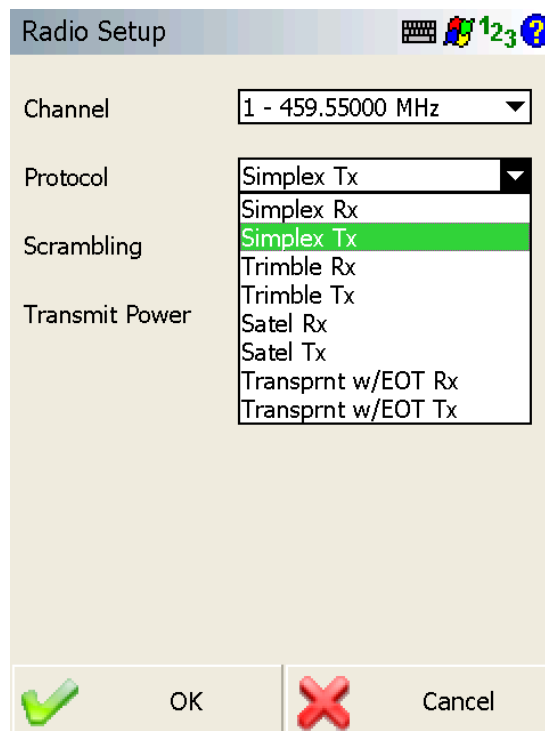 Radio Setup 123 ?
Channel 1 - 459.55000 MHz
Protocol Simplex Tx
Simplex Rx
Scrambling Simplex Tx
Trimble Rx
Transmit Power Trimble Tx
Satel Rx
Satel Tx
Transprnt w/EOT Rx
Transprnt w/EOT Tx
OK Cancel